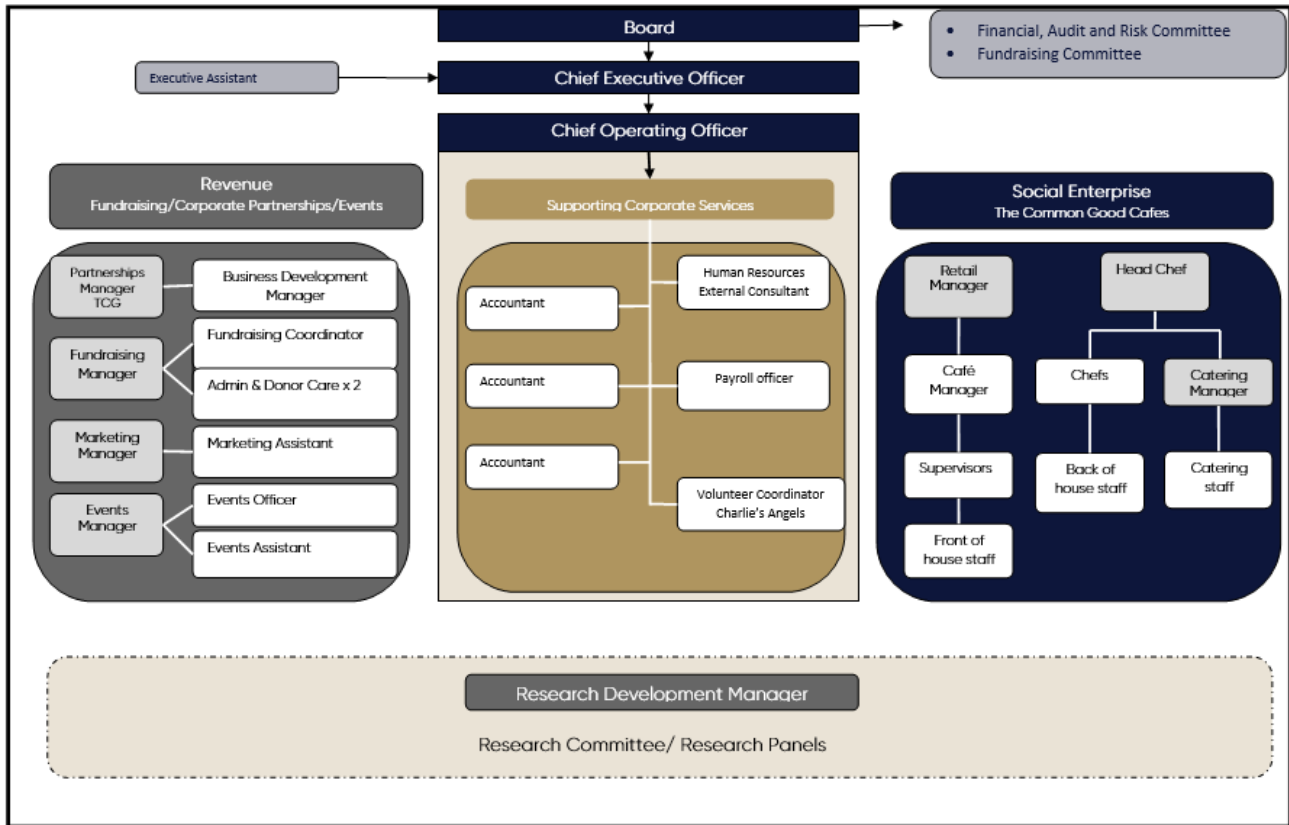 Board
• Financial, Audit and Risk Committee
• Fundraising Committee
Executive Assistant
Chief Executive Officer
Chief Operating Officer
Revenue
Fundraising/Corporate Partnerships/Events
Partnerships
Manager
TCG
Business Development
Manager
Fundraising
Manager
Fundraising Coordinator
Admin & Donor Care x 2
Marketing
Manager
Marketing Assistant
Events
Manager
Events Officer
Events Assistant
Supporting Corporate Services
Accountant
Human Resources
External Consultant
Accountant
Payroll officer
Accountant
Volunteer Coordinator
Charlie's Angels
Social Enterprise
The Common Good Cafes
Retail
Manager
Head Chef
Café
Manager
Chefs
Catering
Manager
Supervisors
Back of
house staff
Catering
staff
Front of
house staff
Research Development Manager
Research Committee/ Research Panels